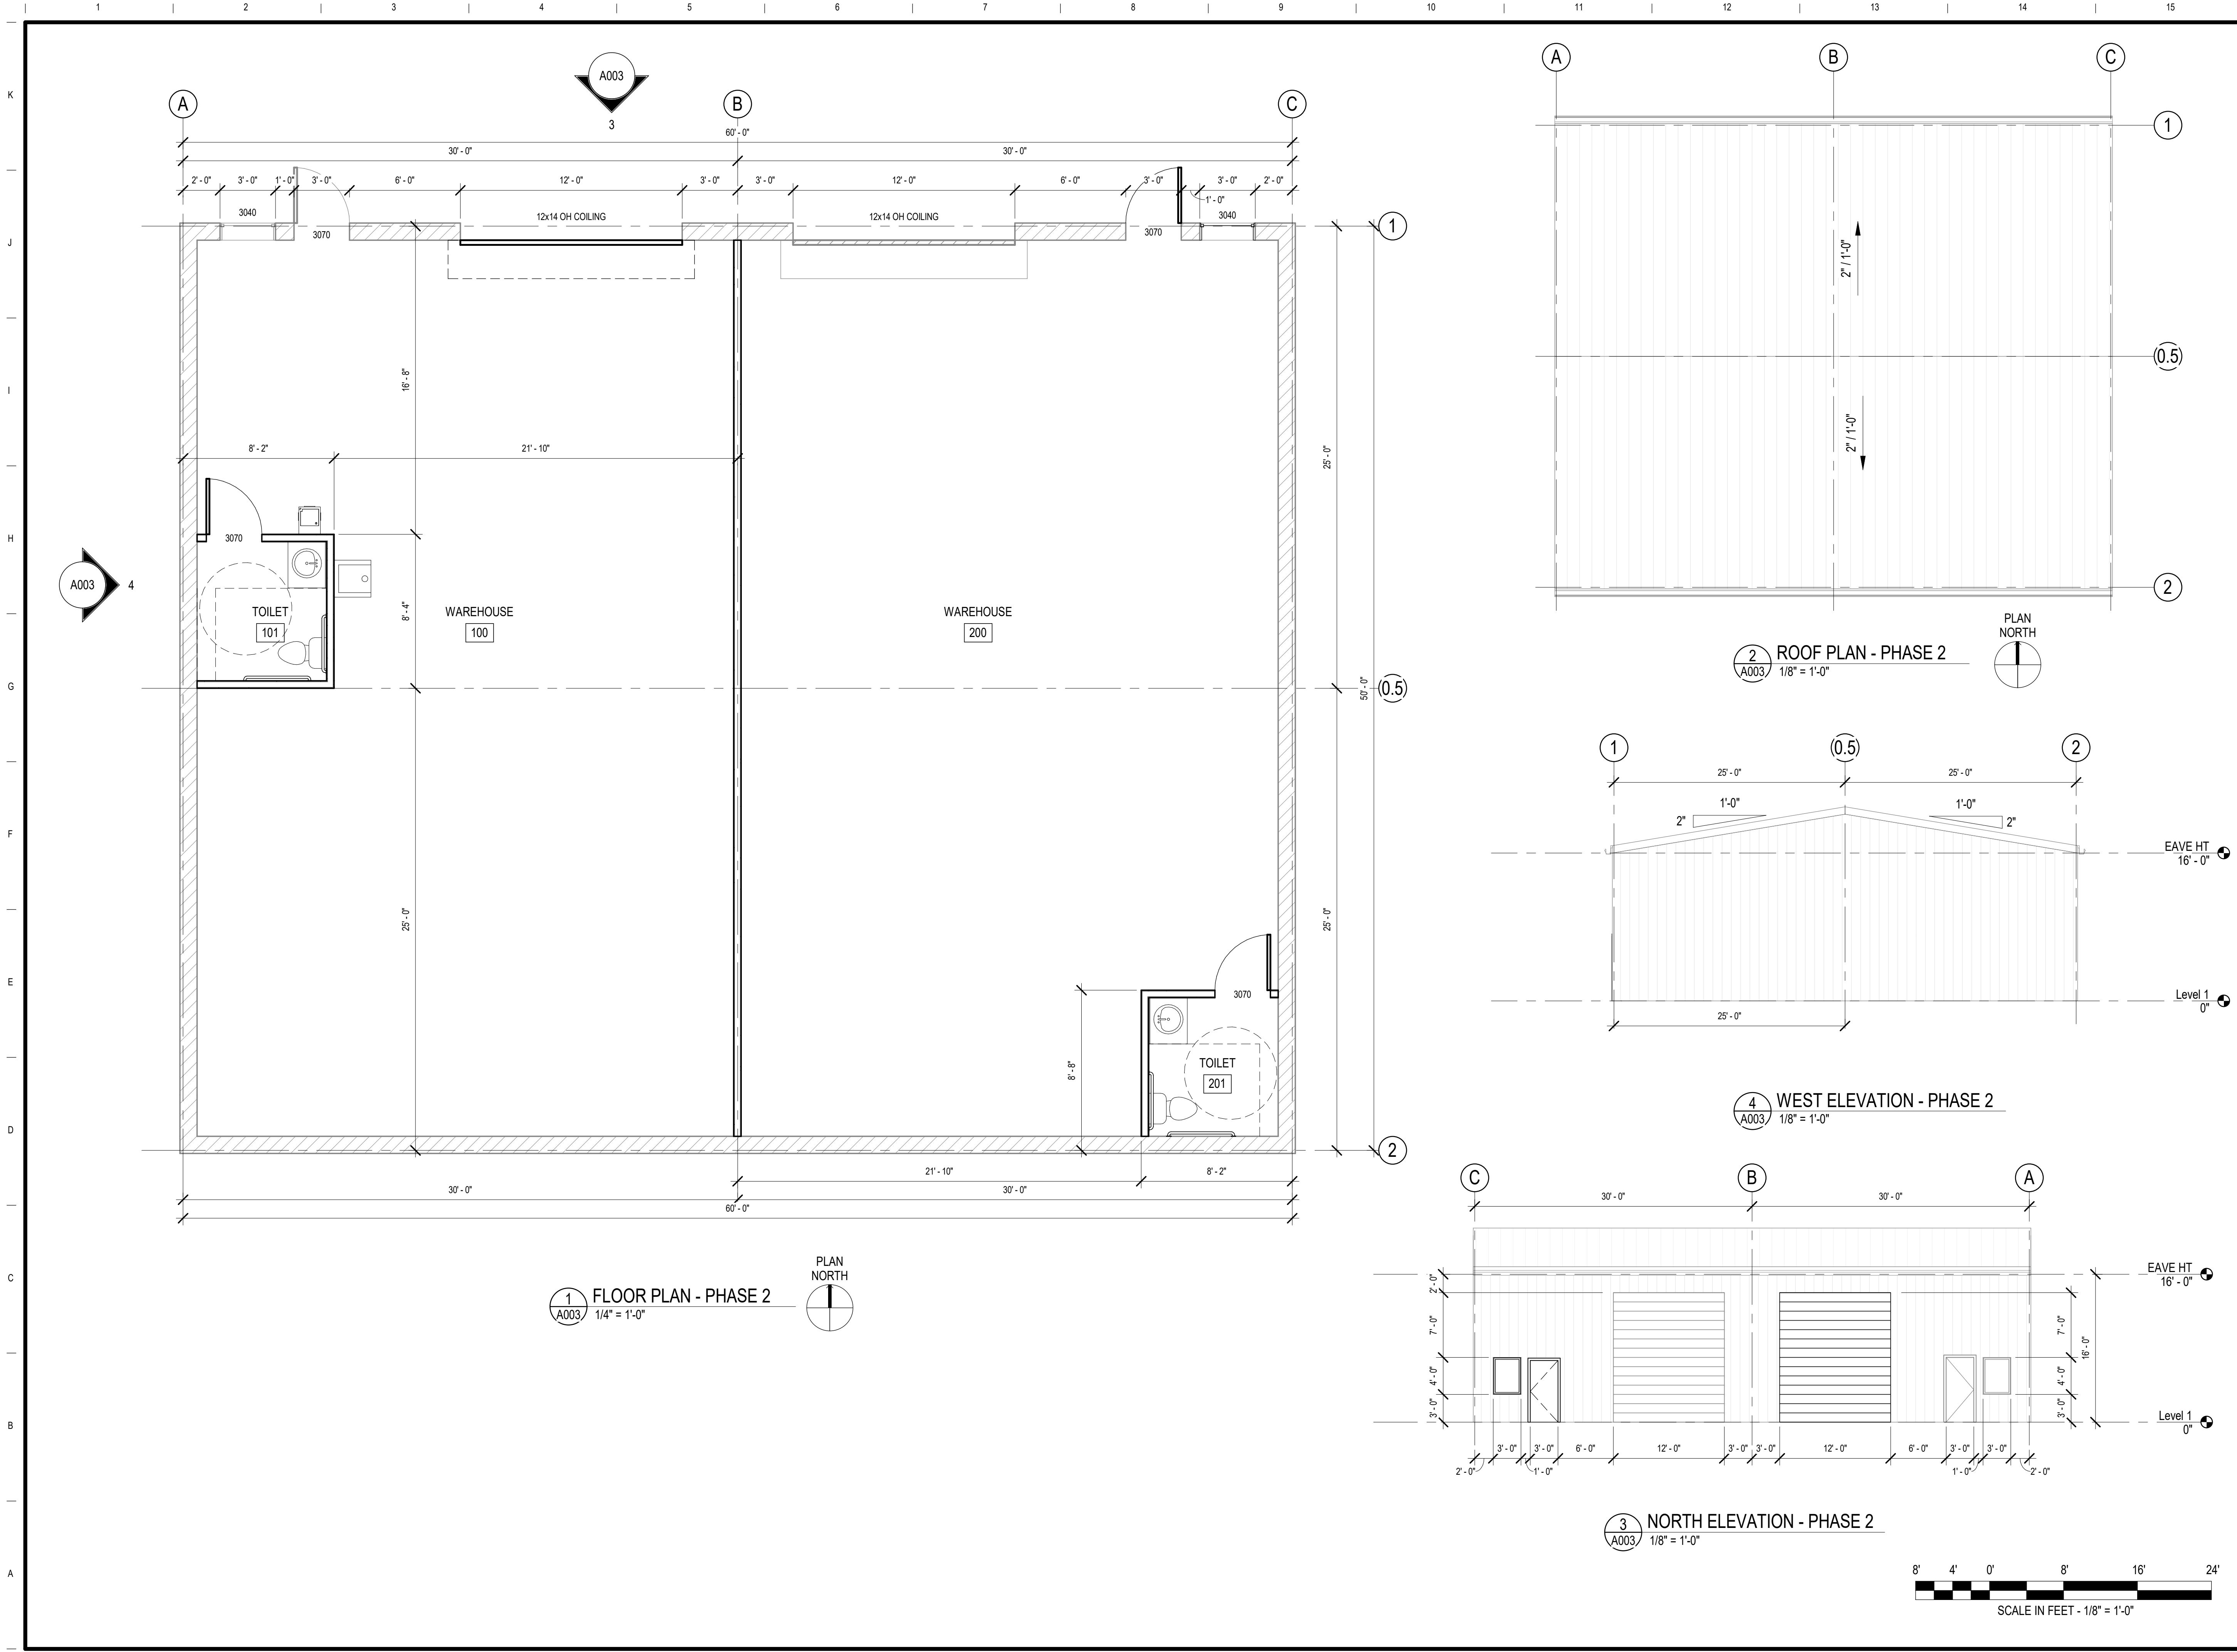 1 2 3 4 5 6 7 8 9 10 11 12 13 14 15
K
J
I
H
G
F
E
D
C
B
A
A003
3
A B C
60' - 0"
30' - 0" 30' - 0"
2' - 0" 3' - 0" 1' - 0" 3' - 0" 6' - 0" 12' - 0" 3' - 0" 3' - 0" 12' - 0" 6' - 0" 3' - 0" 3' - 0" 2' - 0"
1' - 0"
3040 12x14 OH COILING 12x14 OH COILING 3040
3070 3070
1
16' - 8"
25' - 0"
8' - 2" 21' - 10"
3070
A003 4
8' - 4"
TOILET
101
WAREHOUSE
100
WAREHOUSE
200
50' - 0"
(0.5)
25' - 0"
25' - 0"
3070
8' - 8"
TOILET
201
2
21' - 10" 8' - 2"
30' - 0" 30' - 0"
60' - 0"
1
A003
FLOOR PLAN - PHASE 2
1/4" = 1'-0"
PLAN
NORTH
A B C
1
2" / 1'-0"
(0.5)
2" / 1'-0"
2
2
A003
ROOF PLAN - PHASE 2
1/8" = 1'-0"
PLAN
NORTH
1 (0.5) 2
25' - 0" 25' - 0"
1'-0" 1'-0"
2" 2"
EAVE HT
16' - 0"
Level 1
0"
25' - 0"
4
A003
WEST ELEVATION - PHASE 2
1/8" = 1'-0"
C B A
30' - 0" 30' - 0"
2' - 0"
7' - 0"
4' - 0"
3' - 0"
7' - 0"
4' - 0"
3' - 0"
16' - 0"
EAVE HT
16' - 0"
Level 1
0"
3' - 0" 3' - 0" 6' - 0" 12' - 0" 3' - 0" 3' - 0" 12' - 0" 6' - 0" 3' - 0" 3' - 0"
2' - 0" 1' - 0" 1' - 0" 2' - 0"
3
A003
NORTH ELEVATION - PHASE 2
1/8" = 1'-0"
8' 4' 0' 8' 16' 24'
SCALE IN FEET - 1/8" = 1'-0"